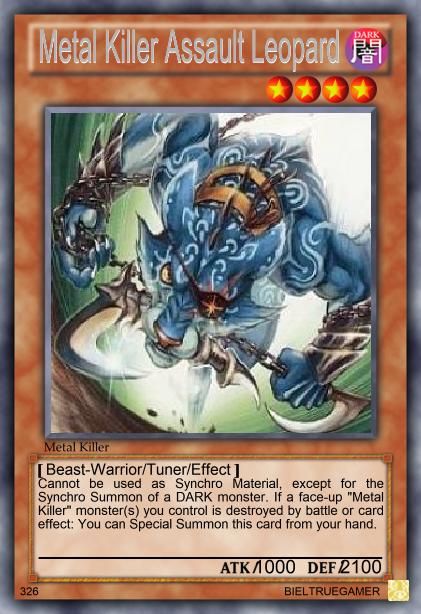 Metal Killer Assault Leopard
DARK
闇
Metal Killer
[ Beast-Warrior/Tuner/Effect ]
Cannot be used as Synchro Material, except for the
Synchro Summon of a DARK monster. If a face-up "Metal
Killer" monster(s) you control is destroyed by battle or card
effect: You can Special Summon this card from your hand.
ATK/1000 DEF/2100
326 BIELTRUEGAMER